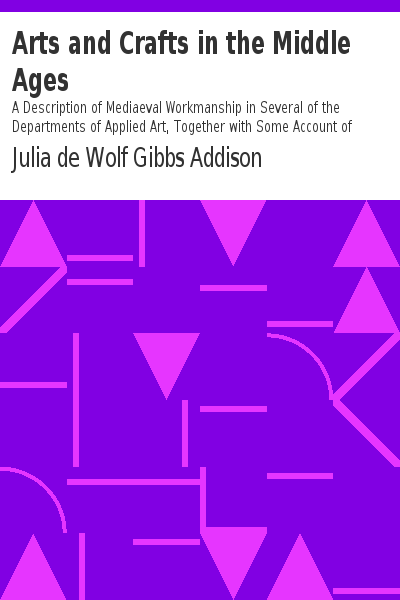 Arts and Crafts in the Middle
Ages
A Description of Mediaeval Workmanship in Several of the
Departments of Applied Art, Together with Some Account of
Julia de Wolf Gibbs Addison